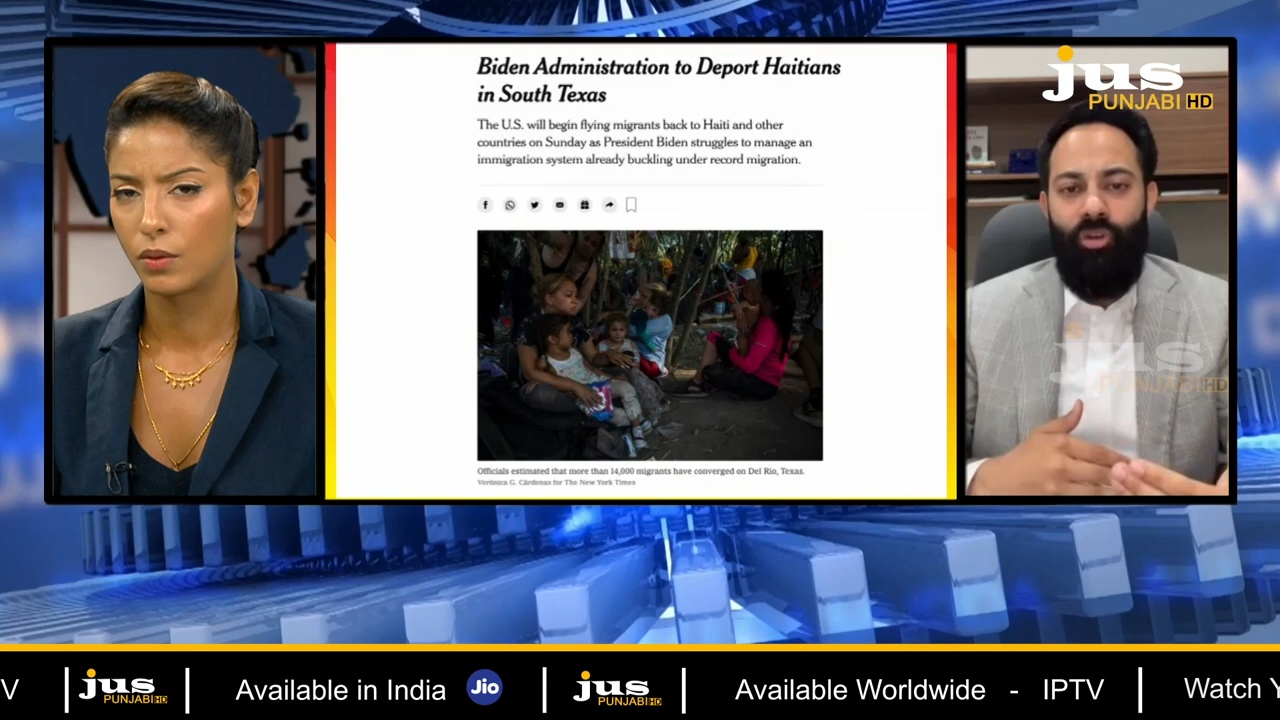 Biden Administration to Deport Haitians
in South Texas
The U.S. will begin flying migrants back to Haiti and other
countries on Sunday as President Biden struggles to manage an
immigration system already buckling under record migration.
Officials estimated that more than 14,000 migrants have converged on Del Rio, Texas.
Verónica G. Cárdenas for The New York Times
jus
PUNJABI HD
jus
PUNJABI HD
V | jus PUNJABI HD | Available in India Jio | jus PUNJABI HD | Available Worldwide - IPTV | Watch Y